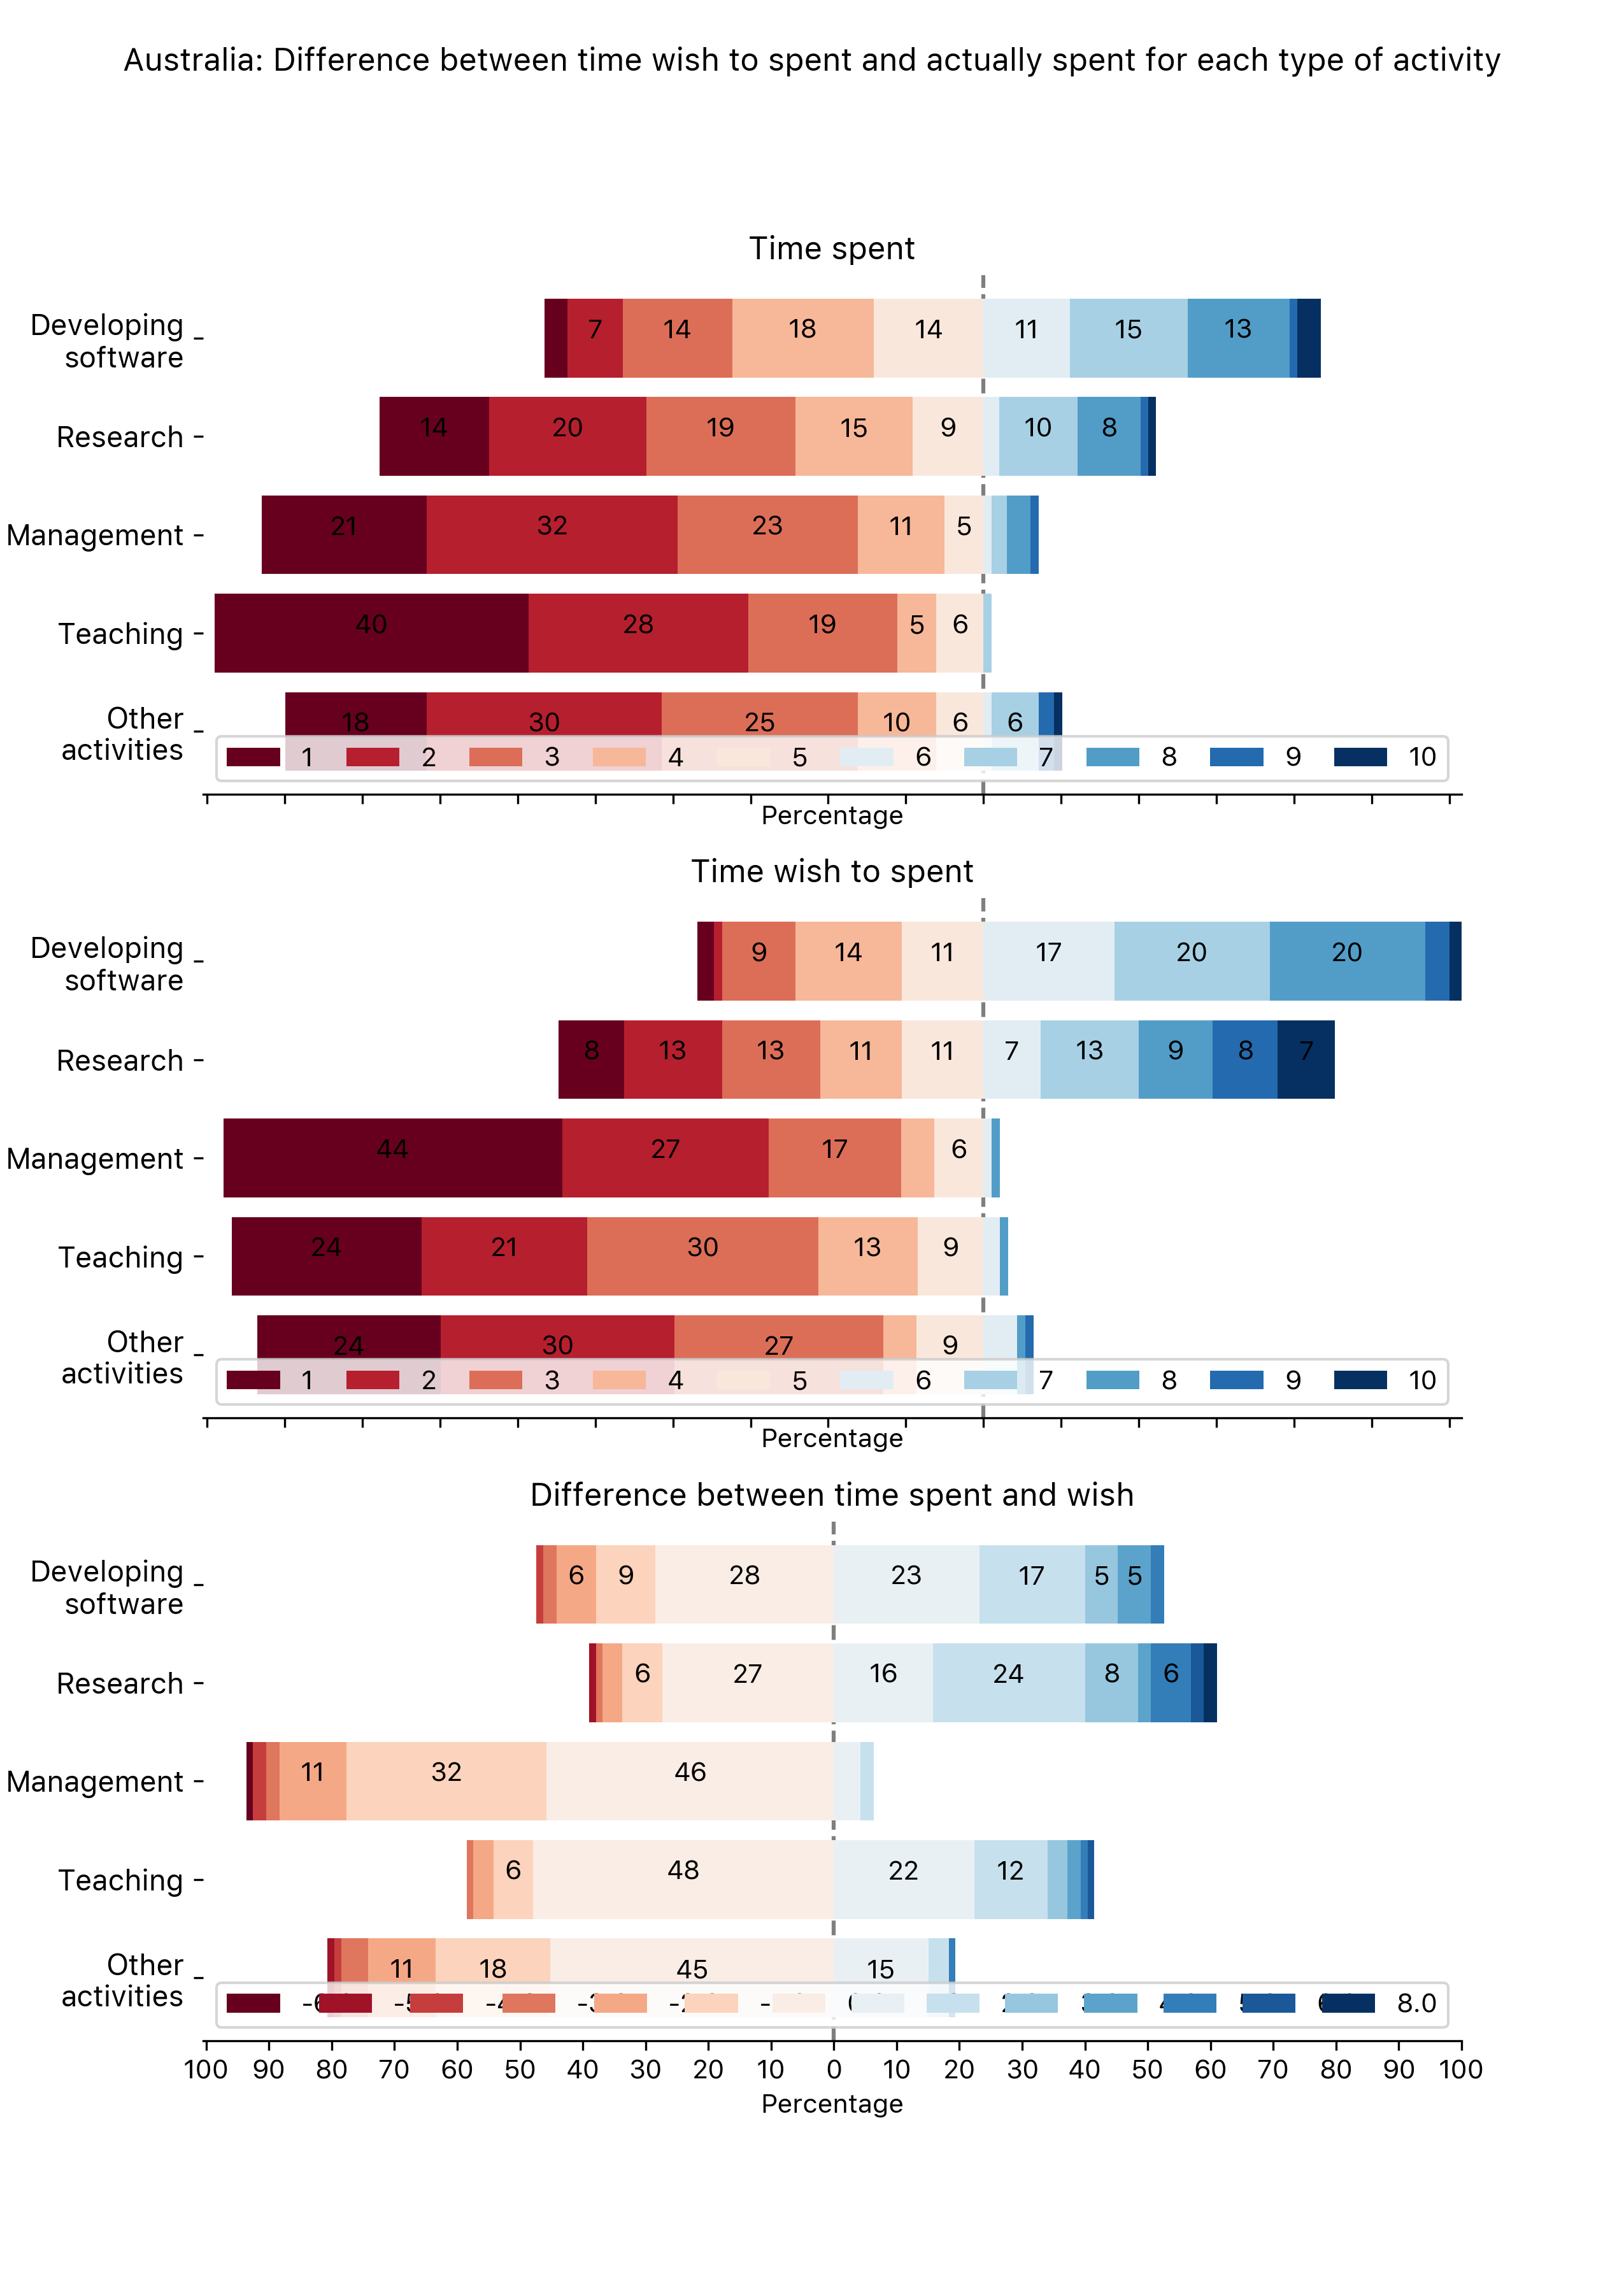 Australia: Difference between time wish to spent and actually spent for each type of activity
Time spent
Developing
software
7 14 18 14 11 15 13
Research
14 20 19 15 9 10 8
Management
21 32 23 11 5
Teaching
40 28 19 5 6
Other
activities
18 30 25 10 6 6
1 2 3 4 5 6 7 8 9 10
Percentage
Time wish to spent
Developing
software
9 14 11 17 20 20
Research
8 13 13 11 11 7 13 9 8 7
Management
44 27 17 6
Teaching
24 21 30 13 9
Other
activities
24 30 27 9
1 2 3 4 5 6 7 8 9 10
Percentage
Difference between time spent and wish
Developing
software
6 9 28 23 17 5 5
Research
6 27 16 24 8 6
Management
11 32 46
Teaching
6 48 22 12
Other
activities
11 18 45 15
8.0
100 90 80 70 60 50 40 30 20 10 0 10 20 30 40 50 60 70 80 90 100
Percentage